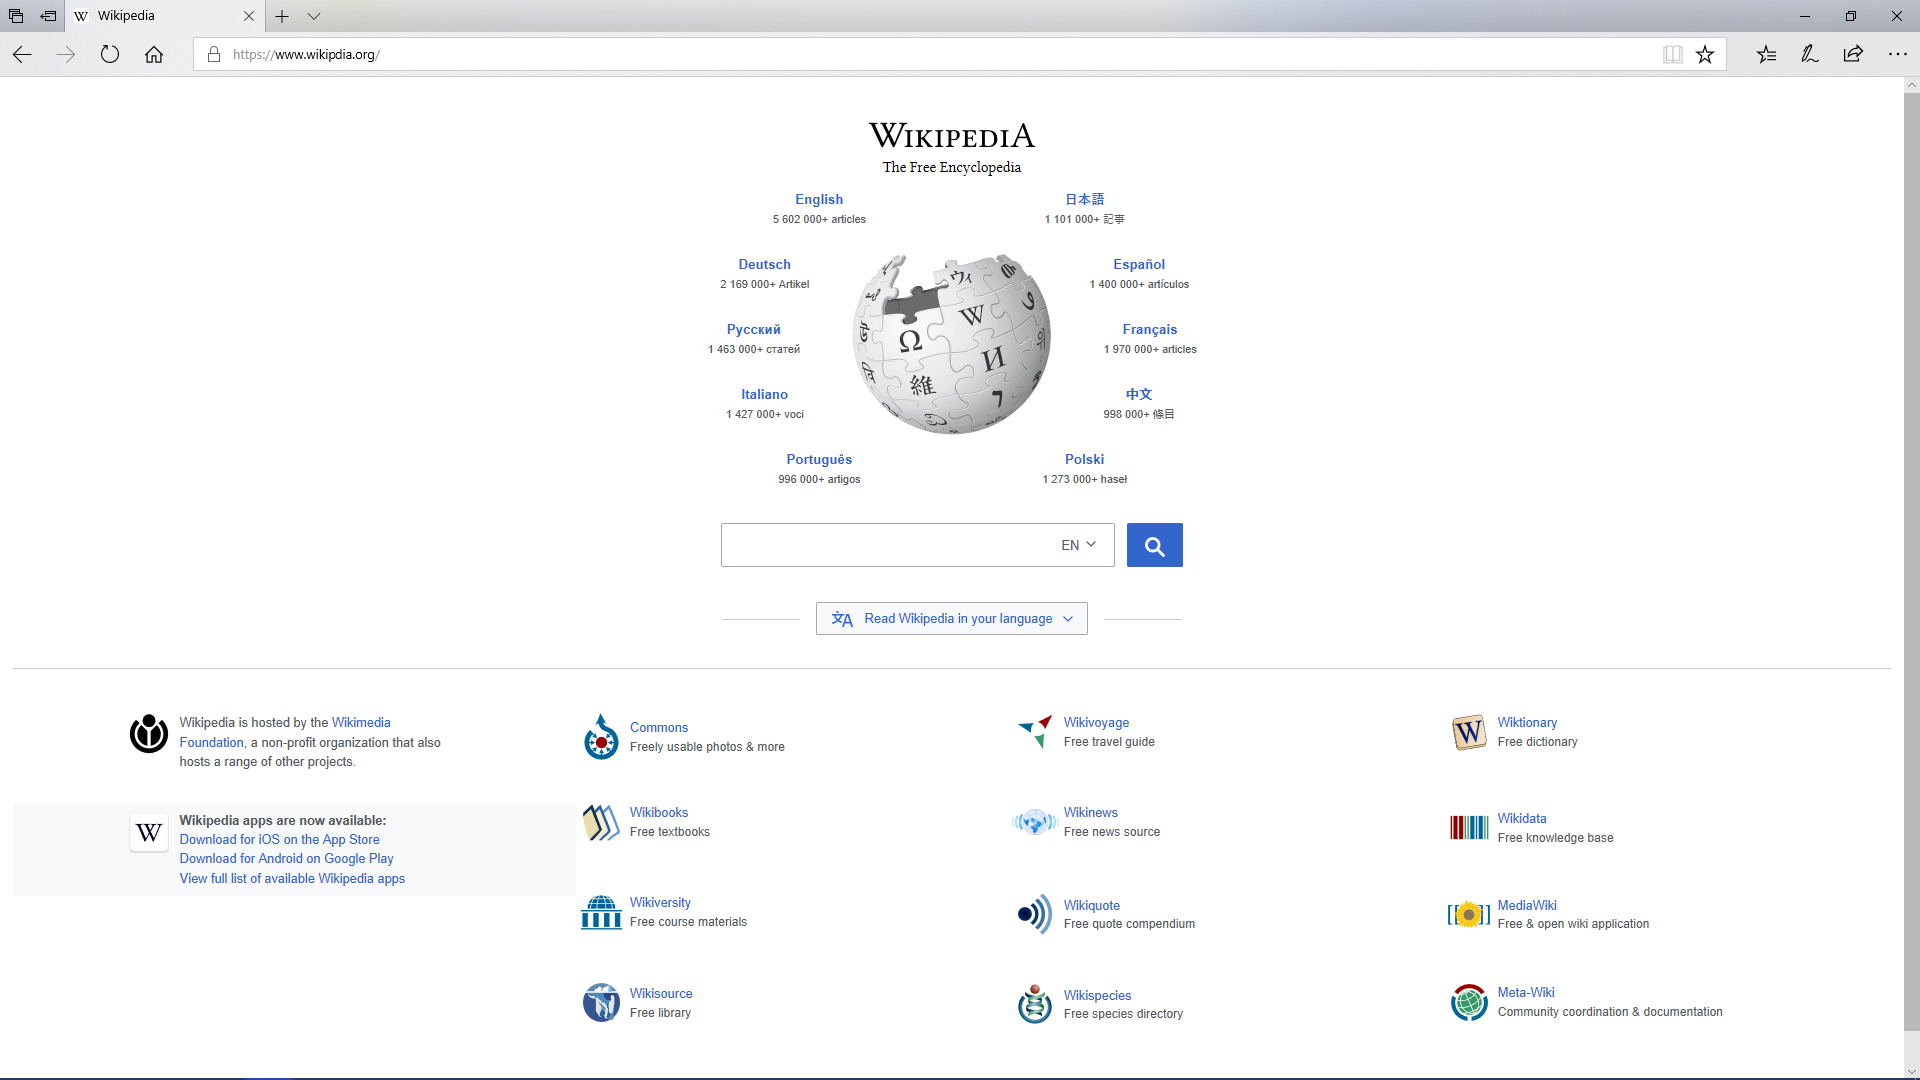 Wikipedia
https://www.wikipdia.org/
WIKIPEDIA
The Free Encyclopedia
English
5 602 000+ articles
日本語
1 101 000+ 記事
Deutsch
2 169 000+ Artikel
Español
1 400 000+ artículos
Русский
1 463 000+ статей
Français
1 970 000+ articles
Italiano
1 427 000+ voci
中文
998 000+ 條目
Português
996 000+ artigos
Polski
1 273 000+ haseł
Ω W И 維 ウィ 7
EN
Read Wikipedia in your language
Wikipedia is hosted by the Wikimedia
Foundation, a non-profit organization that also
hosts a range of other projects.
Wikipedia apps are now available:
Download for iOS on the App Store
Download for Android on Google Play
View full list of available Wikipedia apps
Commons
Freely usable photos & more
Wikivoyage
Free travel guide
Wiktionary
Free dictionary
Wikibooks
Free textbooks
Wikinews
Free news source
Wikidata
Free knowledge base
Wikiversity
Free course materials
Wikiquote
Free quote compendium
MediaWiki
Free & open wiki application
Wikisource
Free library
Wikispecies
Free species directory
Meta-Wiki
Community coordination & documentation